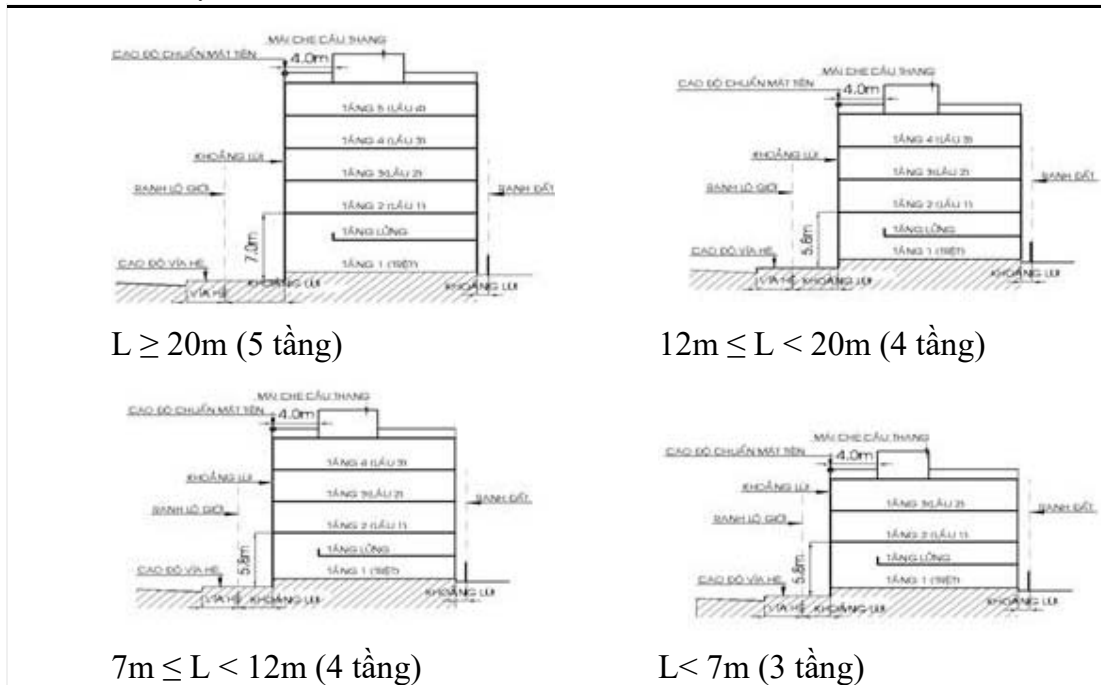 MÁI CHE CẦU THANG
CAO ĐỘ CHUẨN MẶT TIỀN
4.0m
TẦNG 5 (LẦU 4)
TẦNG 4 (LẦU 3)
KHOẢNG LÙI
TẦNG 3(LẦU 2)
RANH LỘ GIỚI
RANH ĐẤT
TẦNG 2 (LẦU 1)
7.0m
TẦNG LỬNG
CAO ĐỘ VỈA HÈ
TẦNG 1 (TRỆT)
VỈA HÈ
KHOẢNG LÙI
KHOẢNG LÙI
L ≥ 20m (5 tầng)
MÁI CHE CẦU THANG
CAO ĐỘ CHUẨN MẶT TIỀN
4.0m
TẦNG 4 (LẦU 3)
KHOẢNG LÙI
TẦNG 3(LẦU 2)
RANH ĐẤT
RANH LỘ GIỚI
TẦNG 2 (LẦU 1)
5.8m
TẦNG LỬNG
CAO ĐỘ VỈA HÈ
TẦNG 1 (TRỆT)
KHOẢNG LÙI
VỈA HÈ
KHOẢNG LÙI
12m ≤ L < 20m (4 tầng)
MÁI CHE CẦU THANG
CAO ĐỘ CHUẨN MẶT TIỀN
4.0m
TẦNG 4 (LẦU 3)
KHOẢNG LÙI
TẦNG 3(LẦU 2)
RANH LỘ GIỚI
RANH ĐẤT
TẦNG 2 (LẦU 1)
5.8m
TẦNG LỬNG
CAO ĐỘ VỈA HÈ
TẦNG 1 (TRỆT)
VỈA HÈ
KHOẢNG LÙI
KHOẢNG LÙI
7m ≤ L < 12m (4 tầng)
MÁI CHE CẦU THANG
CAO ĐỘ CHUẨN MẶT TIỀN
4.0m
KHOẢNG LÙI
TẦNG 3(LẦU 2)
RANH ĐẤT
RANH LỘ GIỚI
TẦNG 2 (LẦU 1)
5.8m
TẦNG LỬNG
CAO ĐỘ VỈA HÈ
TẦNG 1 (TRỆT)
VỈA HÈ
KHOẢNG LÙI
KHOẢNG LÙI
L< 7m (3 tầng)